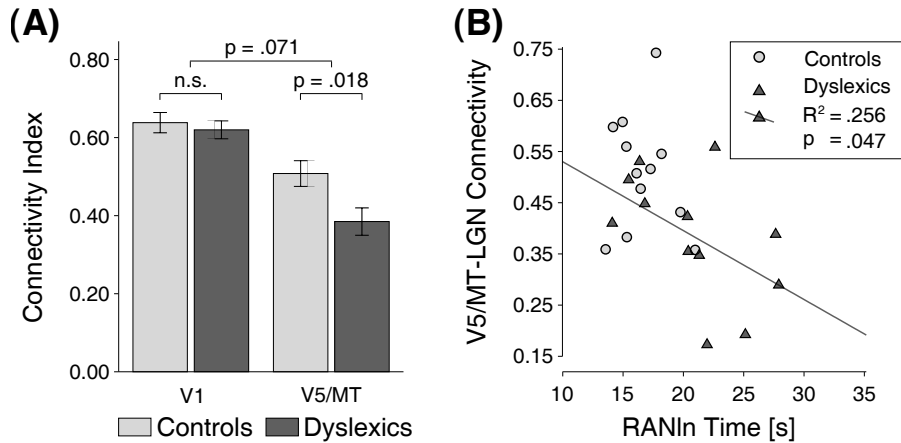 (A)
0.80
0.60
0.40
0.20
0.00
Connectivity Index
p = .071
n.s.
p = .018
V1
V5/MT
Controls
Dyslexics
(B)
0.75
0.65
0.55
0.45
0.35
0.25
0.15
V5/MT-LGN Connectivity
Controls
Dyslexics
R² = .256
p = .047
10 15 20 25 30 35
RANln Time [s]